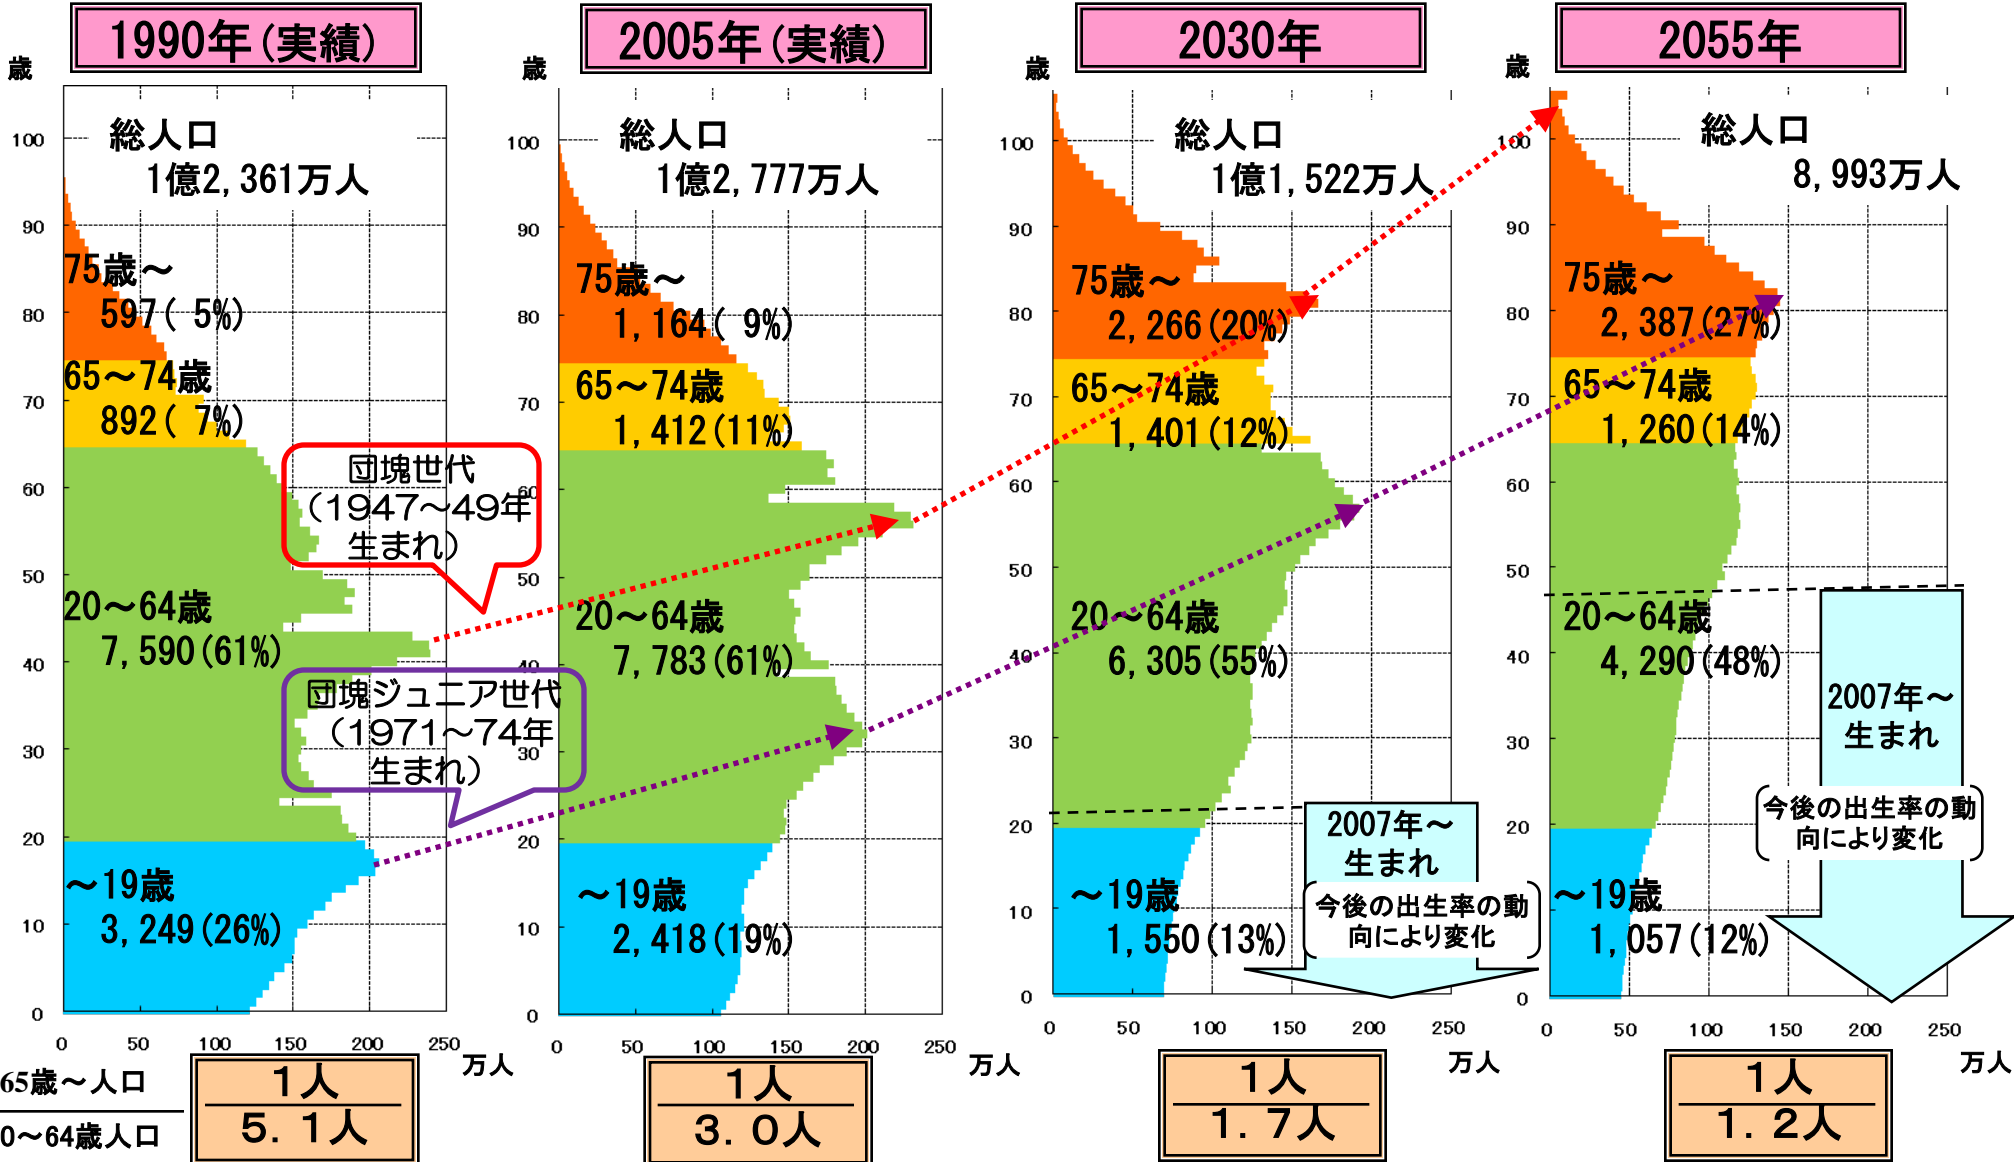 1990年(実績)
歳
総人口
1億2,361万人
100
90
80
70
60
50
40
30
20
10
0
75歳～
597( 5%)
65～74歳
892( 7%)
20～64歳
7,590(61%)
～19歳
3,249(26%)
0 50 100 150 200 250
万人
団塊世代
(1947～49年
生まれ)
団塊ジュニア世代
(1971～74年
生まれ)
2005年(実績)
歳
総人口
1億2,777万人
100
90
80
70
60
50
40
30
20
10
0
75歳～
1,164( 9%)
65～74歳
1,412(11%)
20～64歳
7,783(61%)
～19歳
2,418(19%)
0 50 100 150 200 250
万人
2030年
歳
総人口
1億1,522万人
100
90
80
70
60
50
40
30
20
10
0
75歳～
2,266(20%)
65～74歳
1,401(12%)
20～64歳
6,305(55%)
～19歳
1,550(13%)
2007年～
生まれ
今後の出生率の動
向により変化
0 50 100 150 200 250
万人
2055年
歳
総人口
8,993万人
100
90
80
70
60
50
40
30
20
10
0
75歳～
2,387(27%)
65～74歳
1,260(14%)
20～64歳
4,290(48%)
～19歳
1,057(12%)
2007年～
生まれ
今後の出生率の動
向により変化
0 50 100 150 200 250
万人
65歳～人口
0～64歳人口
1人
5.1人
1人
3.0人
1人
1.7人
1人
1.2人